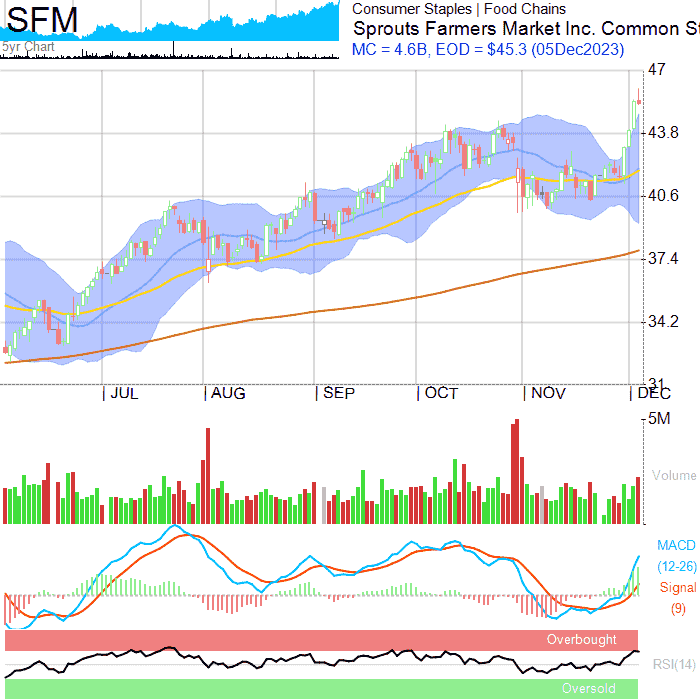 SFM
Consumer Staples | Food Chains
Sprouts Farmers Market Inc. Common St
MC = 4.6B, EOD = $45.3 (05Dec2023)
5yr Chart
47
43.8
40.6
37.4
34.2
31
JUL
AUG
SEP
OCT
NOV
DEC
5M
Volume
MACD
(12-26)
Signal
(9)
Overbought
RSI(14)
Oversold